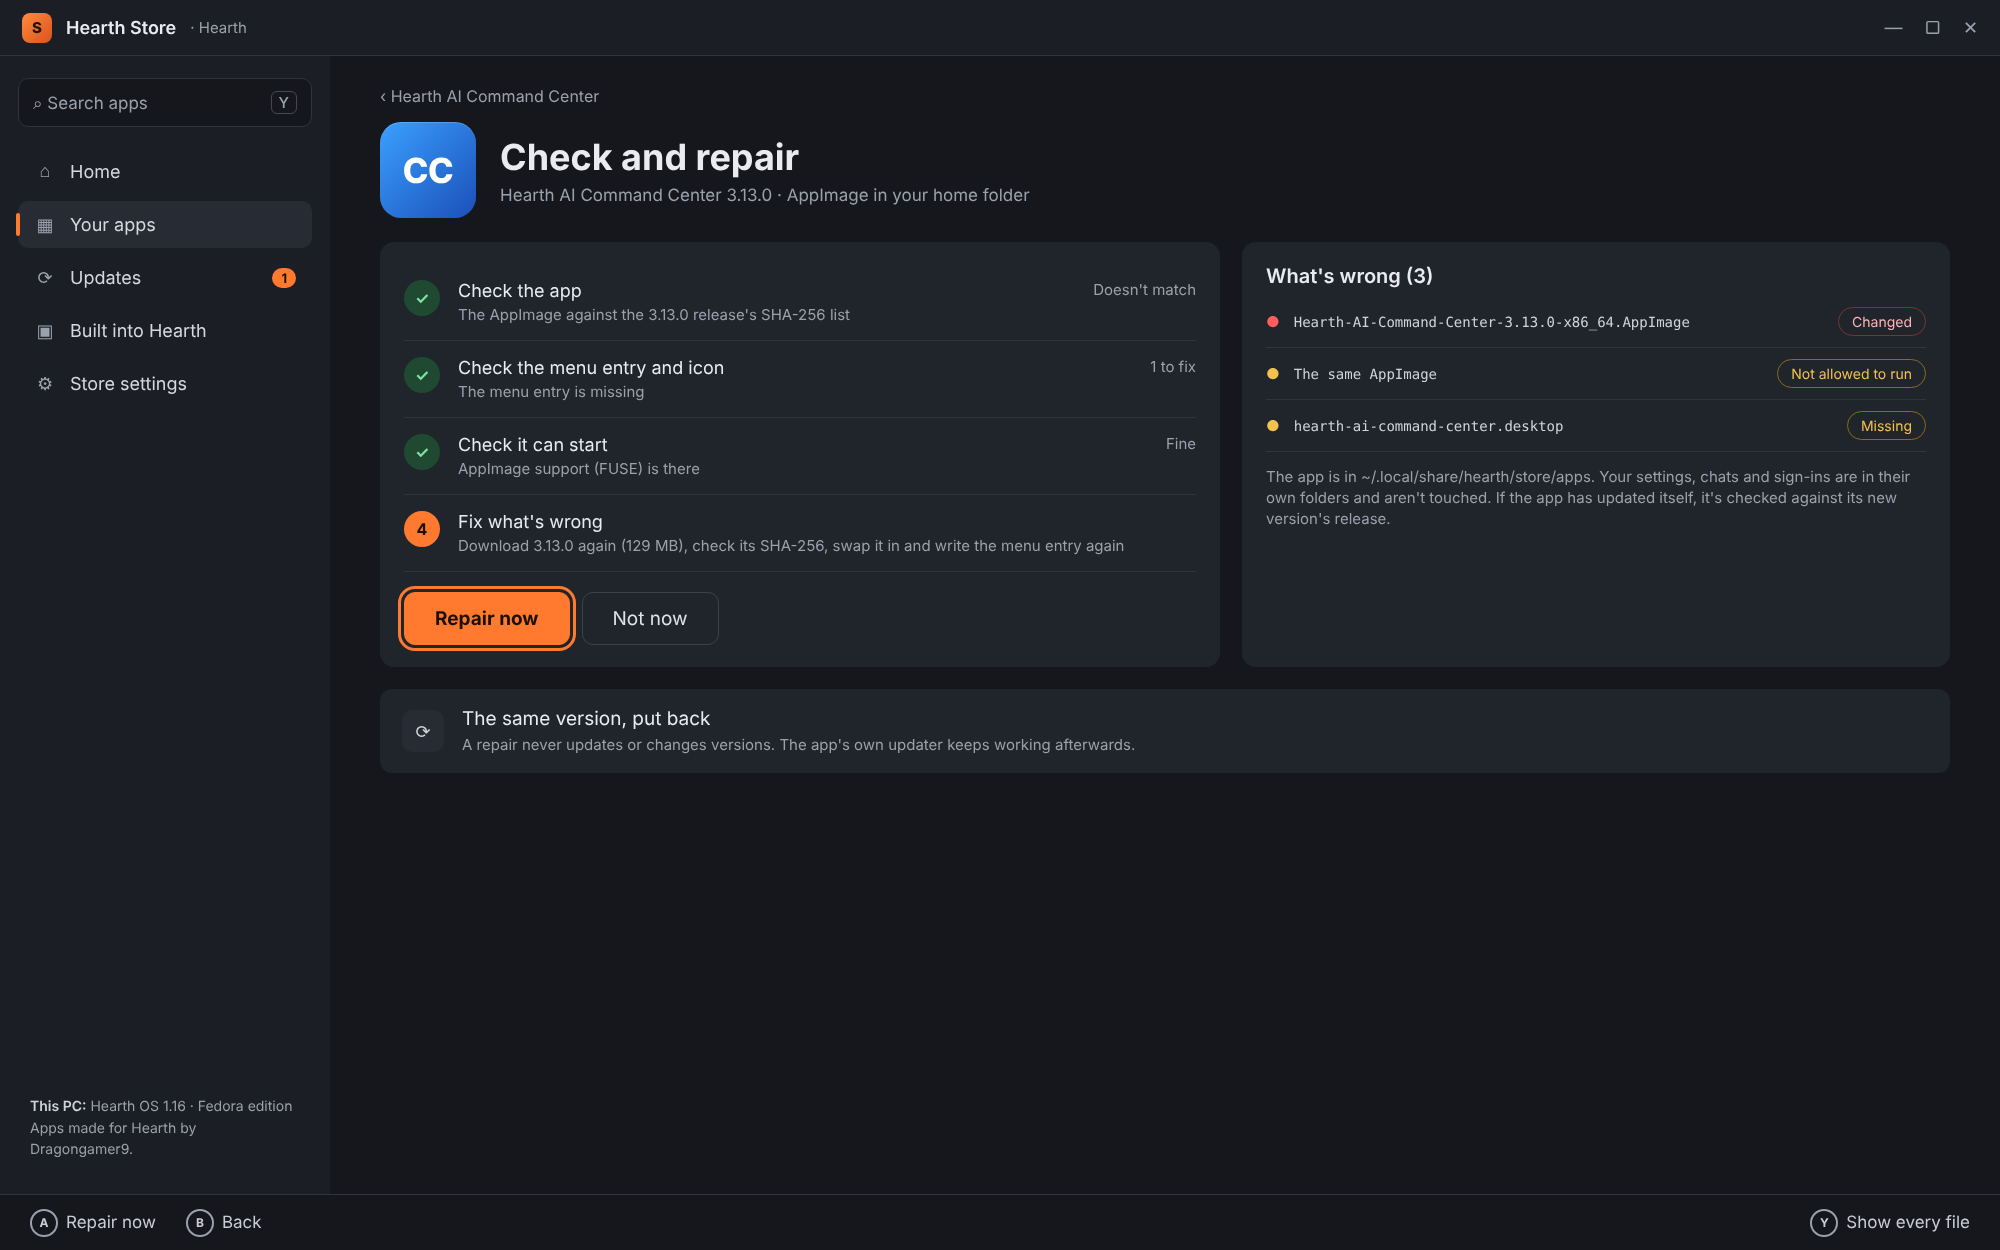 S Hearth Store · Hearth
Search apps Y
Home
Your apps
Updates 1
Built into Hearth
Store settings
This PC: Hearth OS 1.16 · Fedora edition
Apps made for Hearth by
Dragongamer9.
‹ Hearth AI Command Center
CC
Check and repair
Hearth AI Command Center 3.13.0 · AppImage in your home folder
Check the app Doesn't match
The AppImage against the 3.13.0 release's SHA-256 list
Check the menu entry and icon 1 to fix
The menu entry is missing
Check it can start Fine
AppImage support (FUSE) is there
4 Fix what's wrong
Download 3.13.0 again (129 MB), check its SHA-256, swap it in and write the menu entry again
Repair now Not now
What's wrong (3)
Hearth-AI-Command-Center-3.13.0-x86_64.AppImage Changed
The same AppImage Not allowed to run
hearth-ai-command-center.desktop Missing
The app is in ~/.local/share/hearth/store/apps. Your settings, chats and sign-ins are in their
own folders and aren't touched. If the app has updated itself, it's checked against its new
version's release.
The same version, put back
A repair never updates or changes versions. The app's own updater keeps working afterwards.
A Repair now B Back Y Show every file